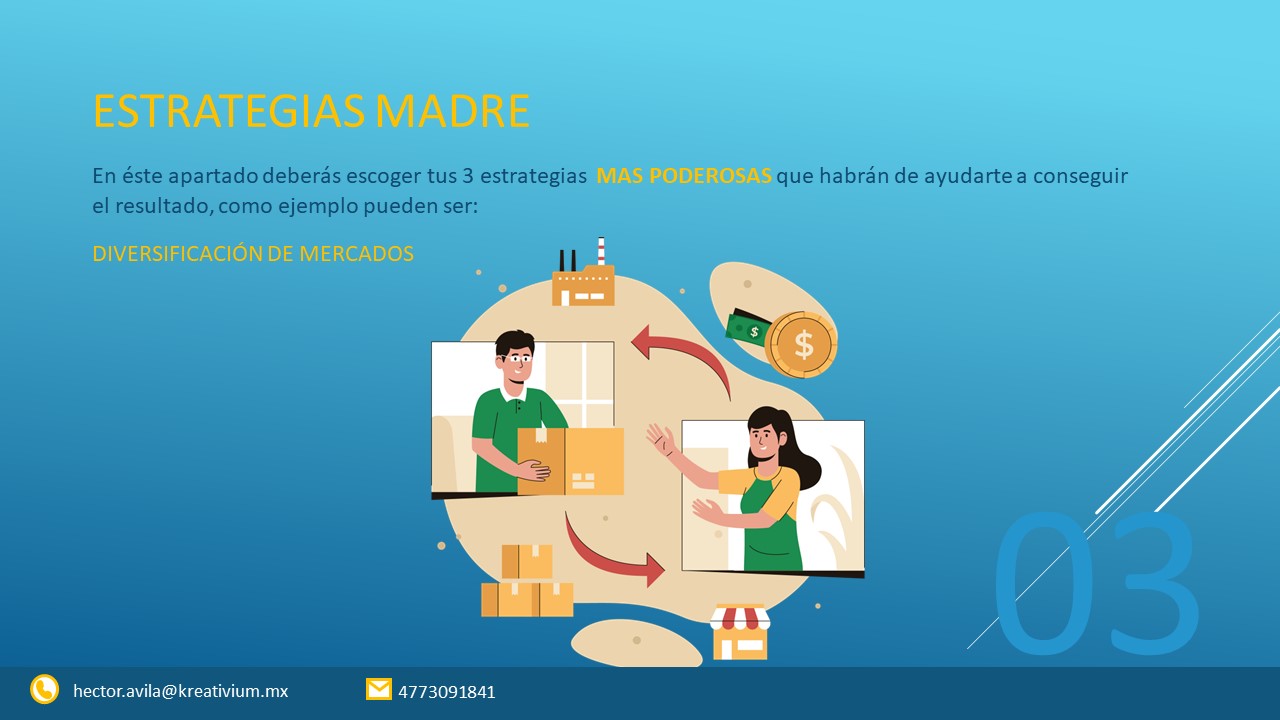 ESTRATEGIAS MADRE
En éste apartado deberás escoger tus 3 estrategias MAS PODEROSAS que habrán de ayudarte a conseguir
el resultado, como ejemplo pueden ser:
DIVERSIFICACIÓN DE MERCADOS
$
$
03
hector.avila@kreativium.mx
4773091841